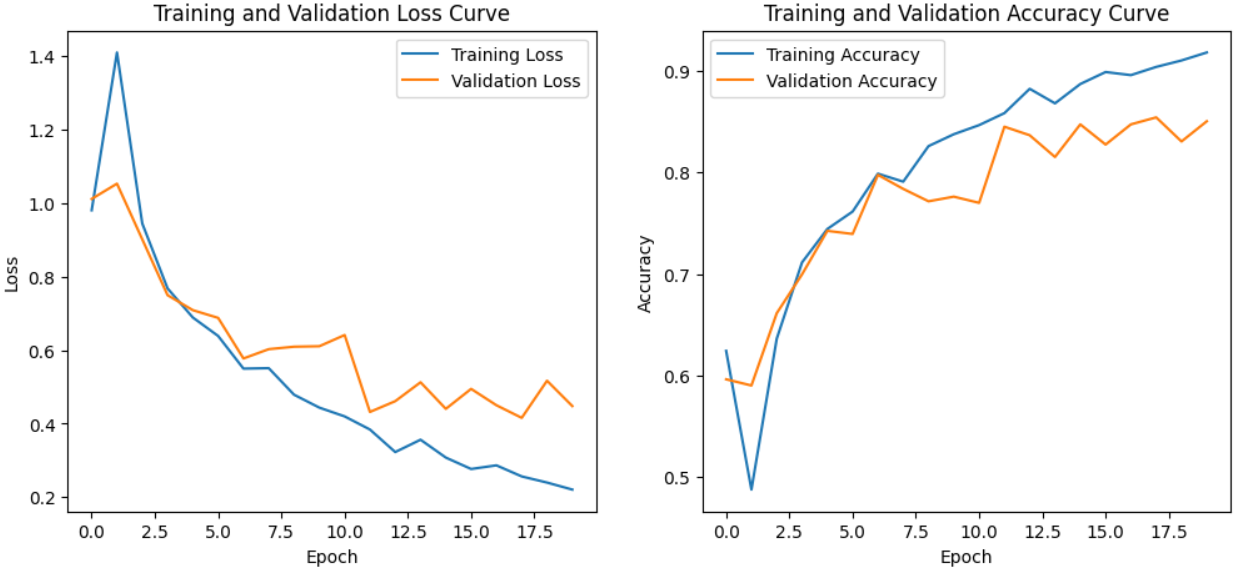 Training and Validation Loss Curve
Training Loss
Validation Loss
1.4
1.2
1.0
0.8
0.6
0.4
0.2
Loss
0.0
2.5
5.0
7.5
10.0
12.5
15.0
17.5
Epoch
Training and Validation Accuracy Curve
Training Accuracy
Validation Accuracy
0.9
0.8
0.7
0.6
0.5
Accuracy
0.0
2.5
5.0
7.5
10.0
12.5
15.0
17.5
Epoch